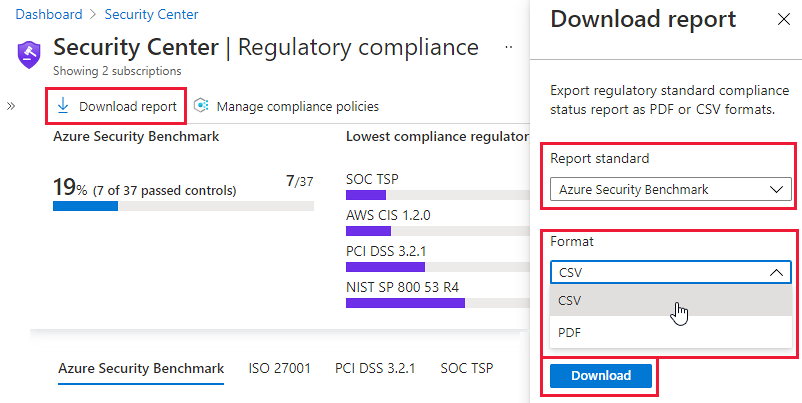 Dashboard > Security Center
Security Center | Regulatory compliance ...
Showing 2 subscriptions
» Download report Manage compliance policies
Azure Security Benchmark
19% (7 of 37 passed controls) 7/37
Lowest compliance regulator
SOC TSP
AWS CIS 1.2.0
PCI DSS 3.2.1
NIST SP 800 53 R4
Azure Security Benchmark ISO 27001 PCI DSS 3.2.1 SOC TSP
Download report
Export regulatory standard compliance
status report as PDF or CSV formats.
Report standard
Azure Security Benchmark
Format
CSV
CSV
PDF
Download